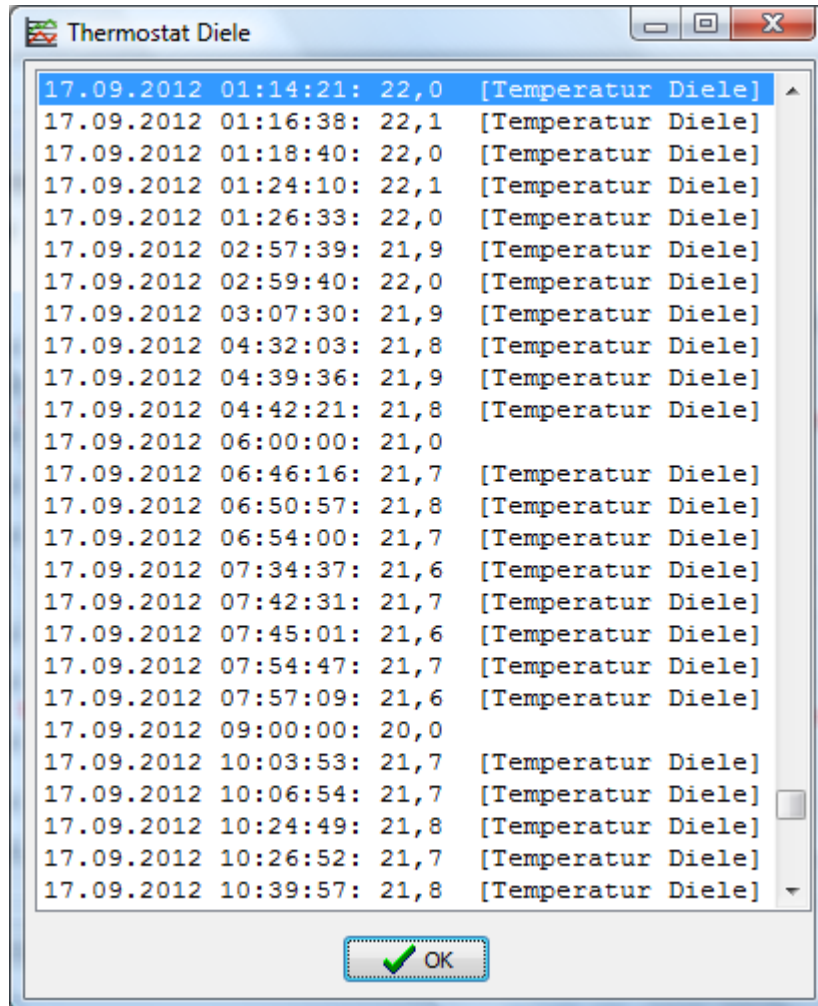 Thermostat Diele
17.09.2012 01:14:21: 22,0 [Temperatur Diele]
17.09.2012 01:16:38: 22,1 [Temperatur Diele]
17.09.2012 01:18:40: 22,0 [Temperatur Diele]
17.09.2012 01:24:10: 22,1 [Temperatur Diele]
17.09.2012 01:26:33: 22,0 [Temperatur Diele]
17.09.2012 02:57:39: 21,9 [Temperatur Diele]
17.09.2012 02:59:40: 22,0 [Temperatur Diele]
17.09.2012 03:07:30: 21,9 [Temperatur Diele]
17.09.2012 04:32:03: 21,8 [Temperatur Diele]
17.09.2012 04:39:36: 21,9 [Temperatur Diele]
17.09.2012 04:42:21: 21,8 [Temperatur Diele]
17.09.2012 06:00:00: 21,0
17.09.2012 06:46:16: 21,7 [Temperatur Diele]
17.09.2012 06:50:57: 21,8 [Temperatur Diele]
17.09.2012 06:54:00: 21,7 [Temperatur Diele]
17.09.2012 07:34:37: 21,6 [Temperatur Diele]
17.09.2012 07:42:31: 21,7 [Temperatur Diele]
17.09.2012 07:45:01: 21,6 [Temperatur Diele]
17.09.2012 07:54:47: 21,7 [Temperatur Diele]
17.09.2012 07:57:09: 21,6 [Temperatur Diele]
17.09.2012 09:00:00: 20,0
17.09.2012 10:03:53: 21,7 [Temperatur Diele]
17.09.2012 10:06:54: 21,7 [Temperatur Diele]
17.09.2012 10:24:49: 21,8 [Temperatur Diele]
17.09.2012 10:26:52: 21,7 [Temperatur Diele]
17.09.2012 10:39:57: 21,8 [Temperatur Diele]
OK